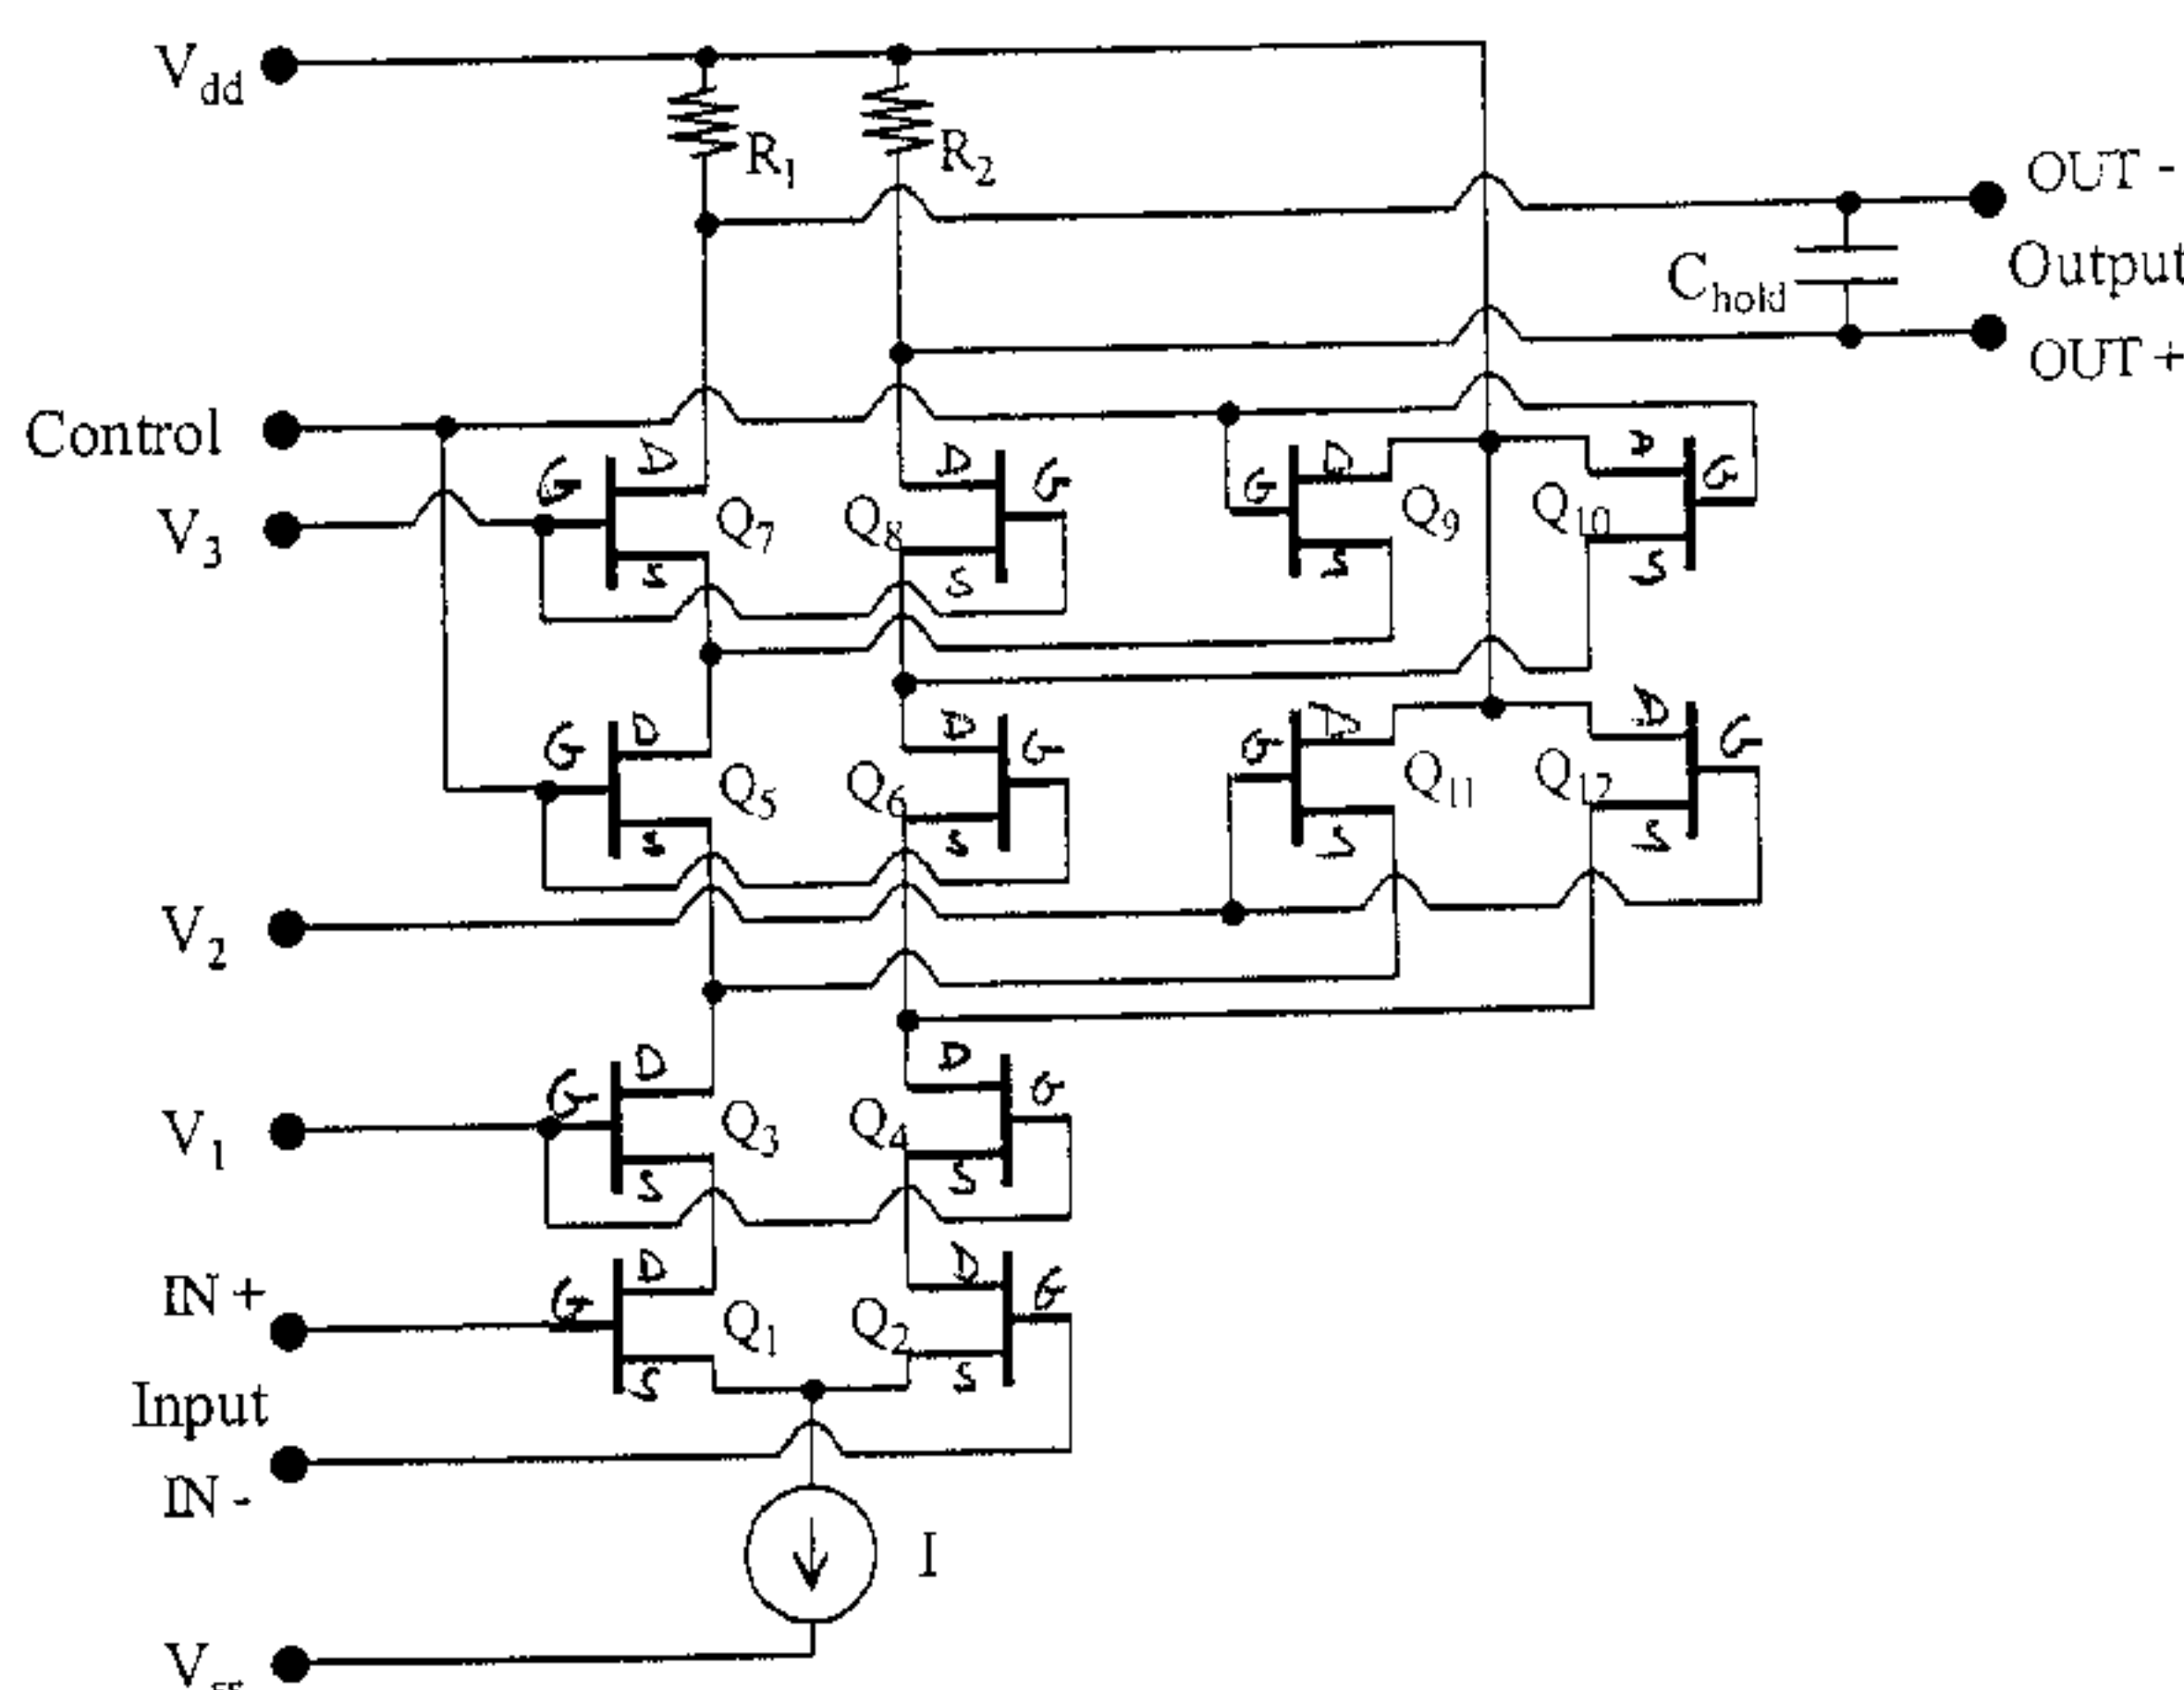 Vdd
R1
R2
OUT -
Chold
Output
OUT +
Control
G
D
Q7
Q8
D
G
G
D
Q9
Q10
D
G
V3
S
S
S
S
G
D
Q5
Q6
D
G
G
D
Q11
Q12
D
G
S
S
S
S
V2
G
D
Q3
Q4
D
G
V1
S
S
IN +
G
D
Q1
Q2
D
G
S
S
Input
IN -
I